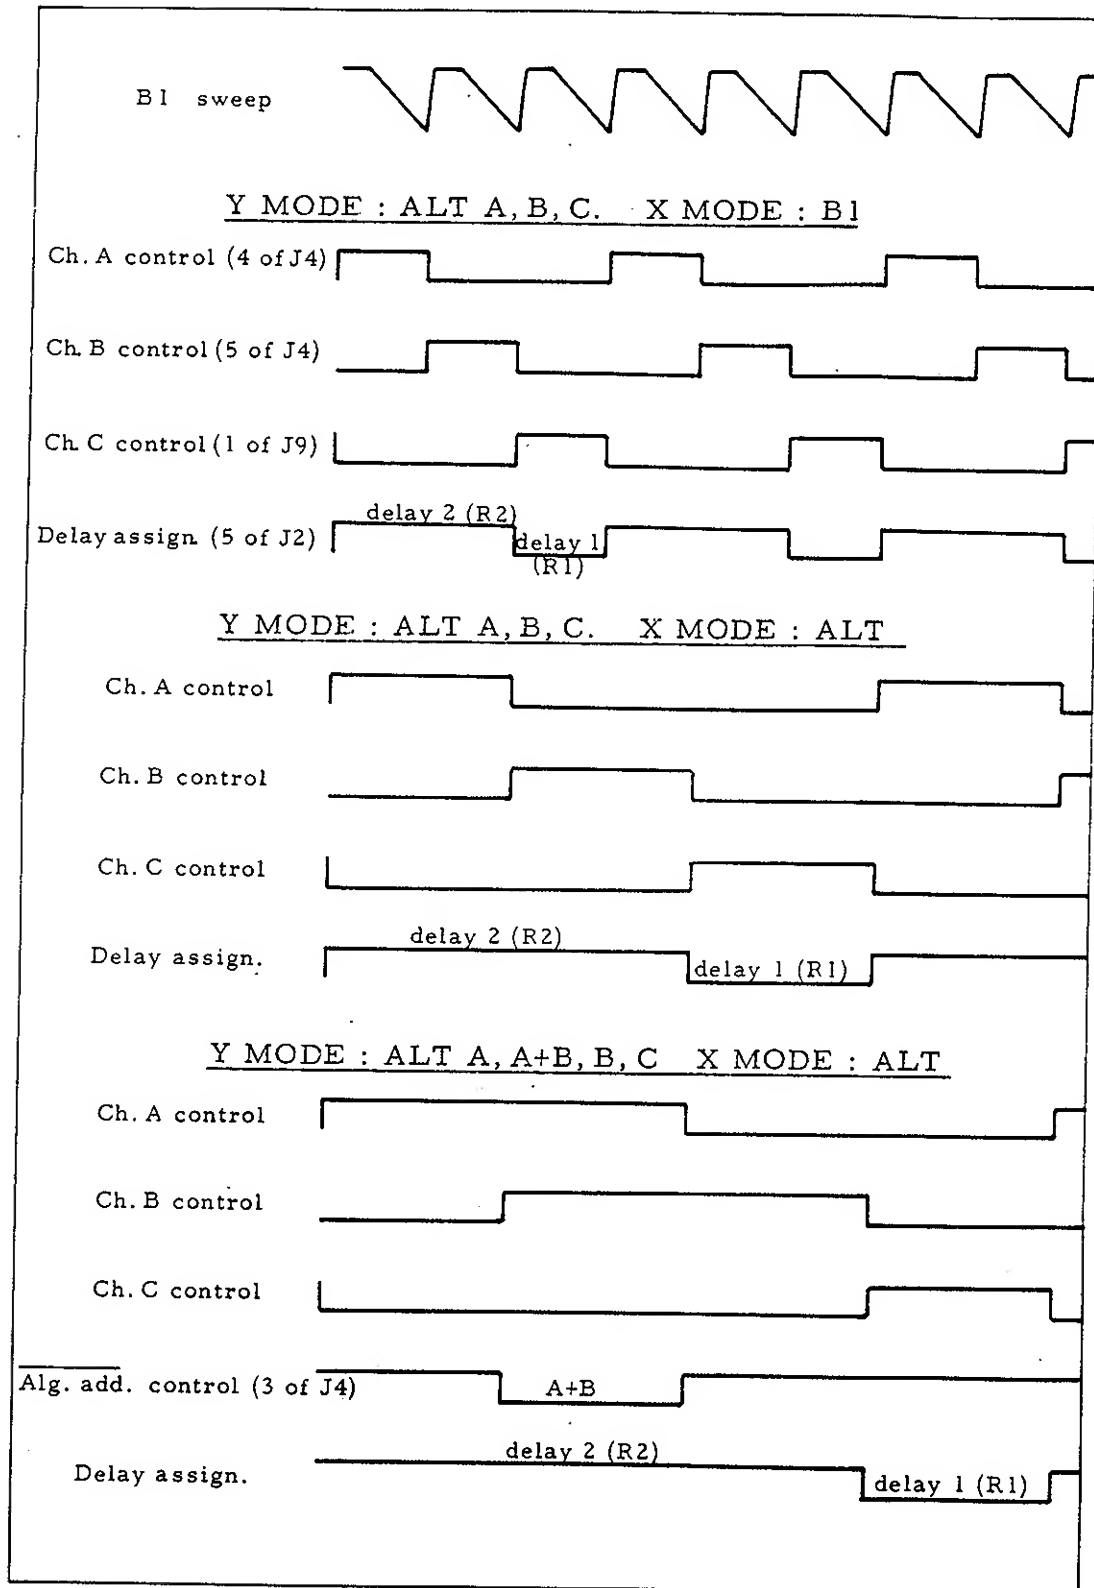 B1 sweep
Y MODE : ALT A, B, C. X MODE : B1
Ch. A control (4 of J4)
Ch. B control (5 of J4)
Ch. C control (1 of J9)
delay 2 (R2)
Delay assign. (5 of J2)
delay 1
(R1)
Y MODE : ALT A, B, C. X MODE : ALT
Ch. A control
Ch. B control
Ch. C control
delay 2 (R2)
Delay assign.
delay 1 (R1)
Y MODE : ALT A, A+B, B, C X MODE : ALT
Ch. A control
Ch. B control
Ch. C control
Alg. add. control (3 of J4)
A+B
delay 2 (R2)
Delay assign.
delay 1 (R1)